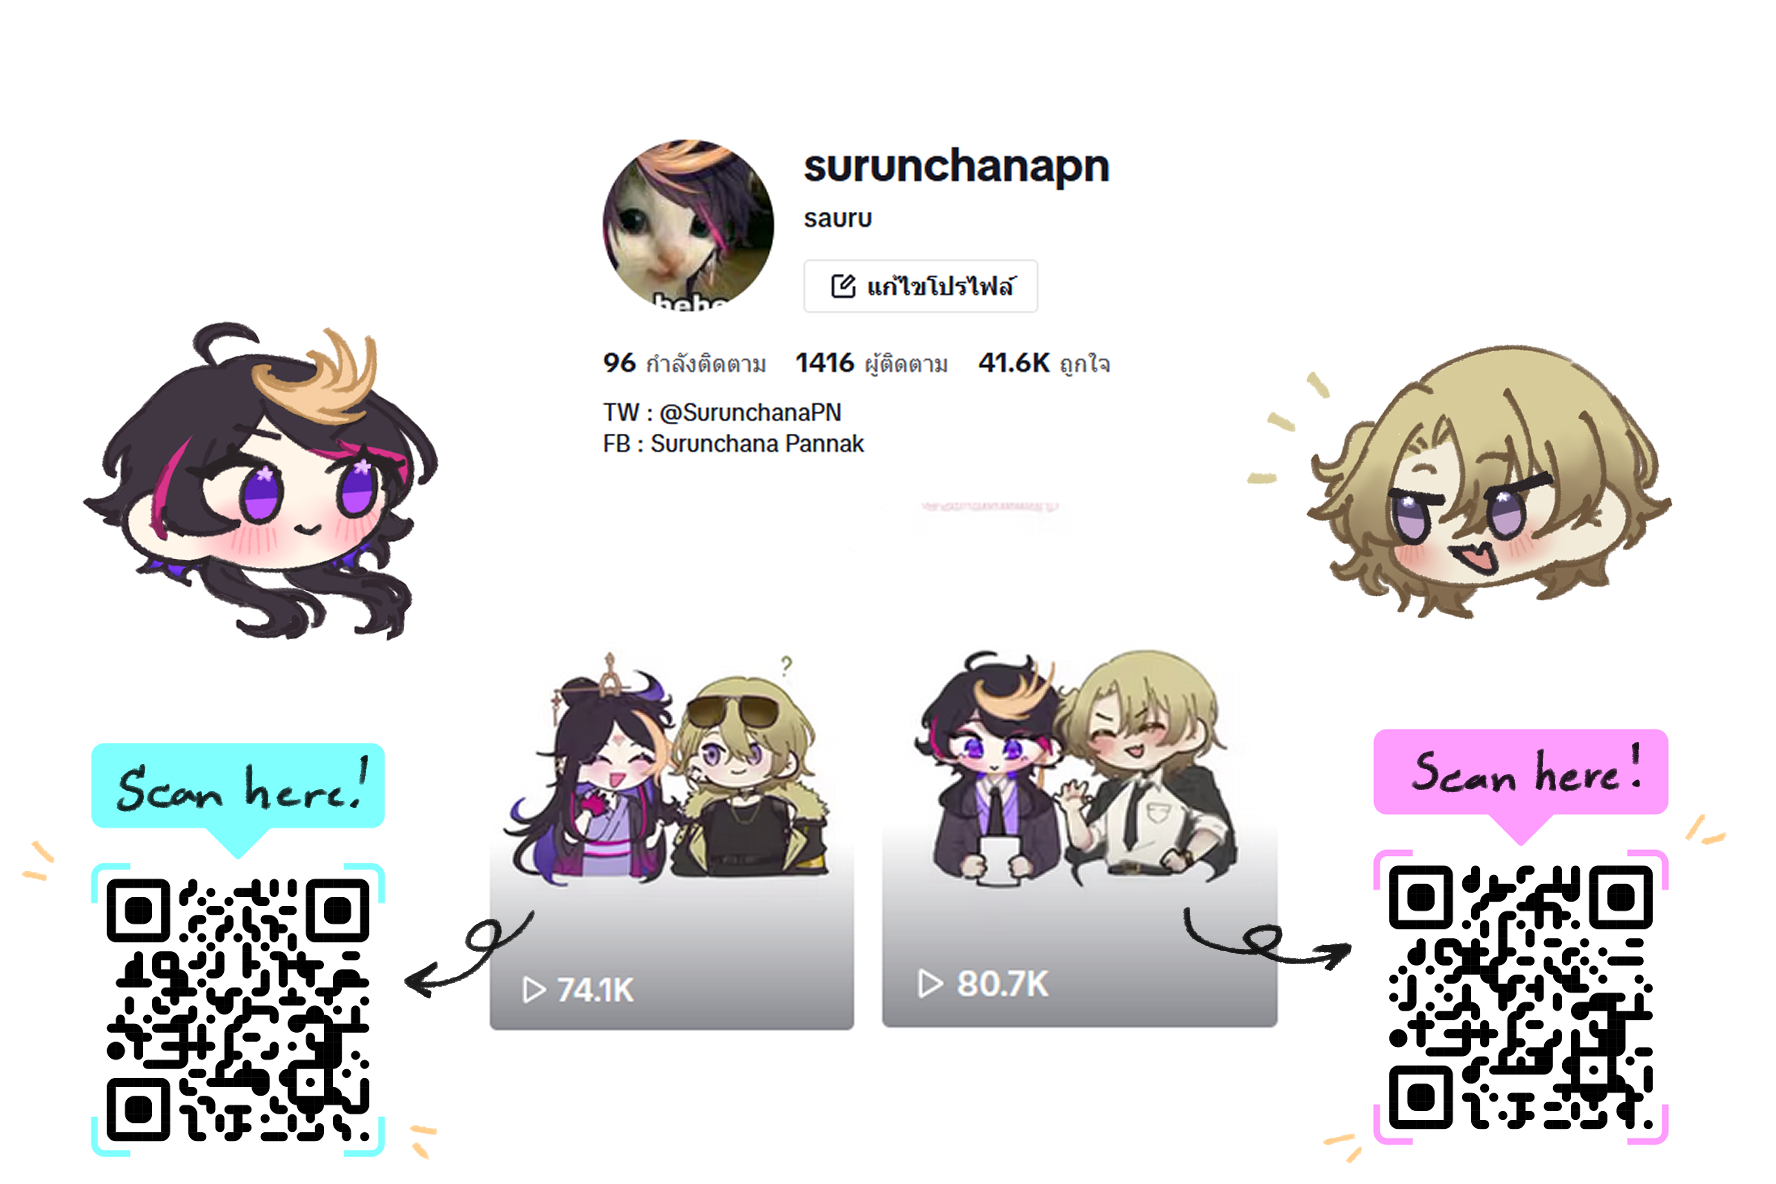 surunchanapn
sauru
แก้ไขโปรไฟล์
96 กำลังติดตาม 1416 ผู้ติดตาม 41.6K ถูกใจ
TW : @SurunchanaPN
FB : Surunchana Pannak
?
Scan here!
Scan here!
74.1K
80.7K